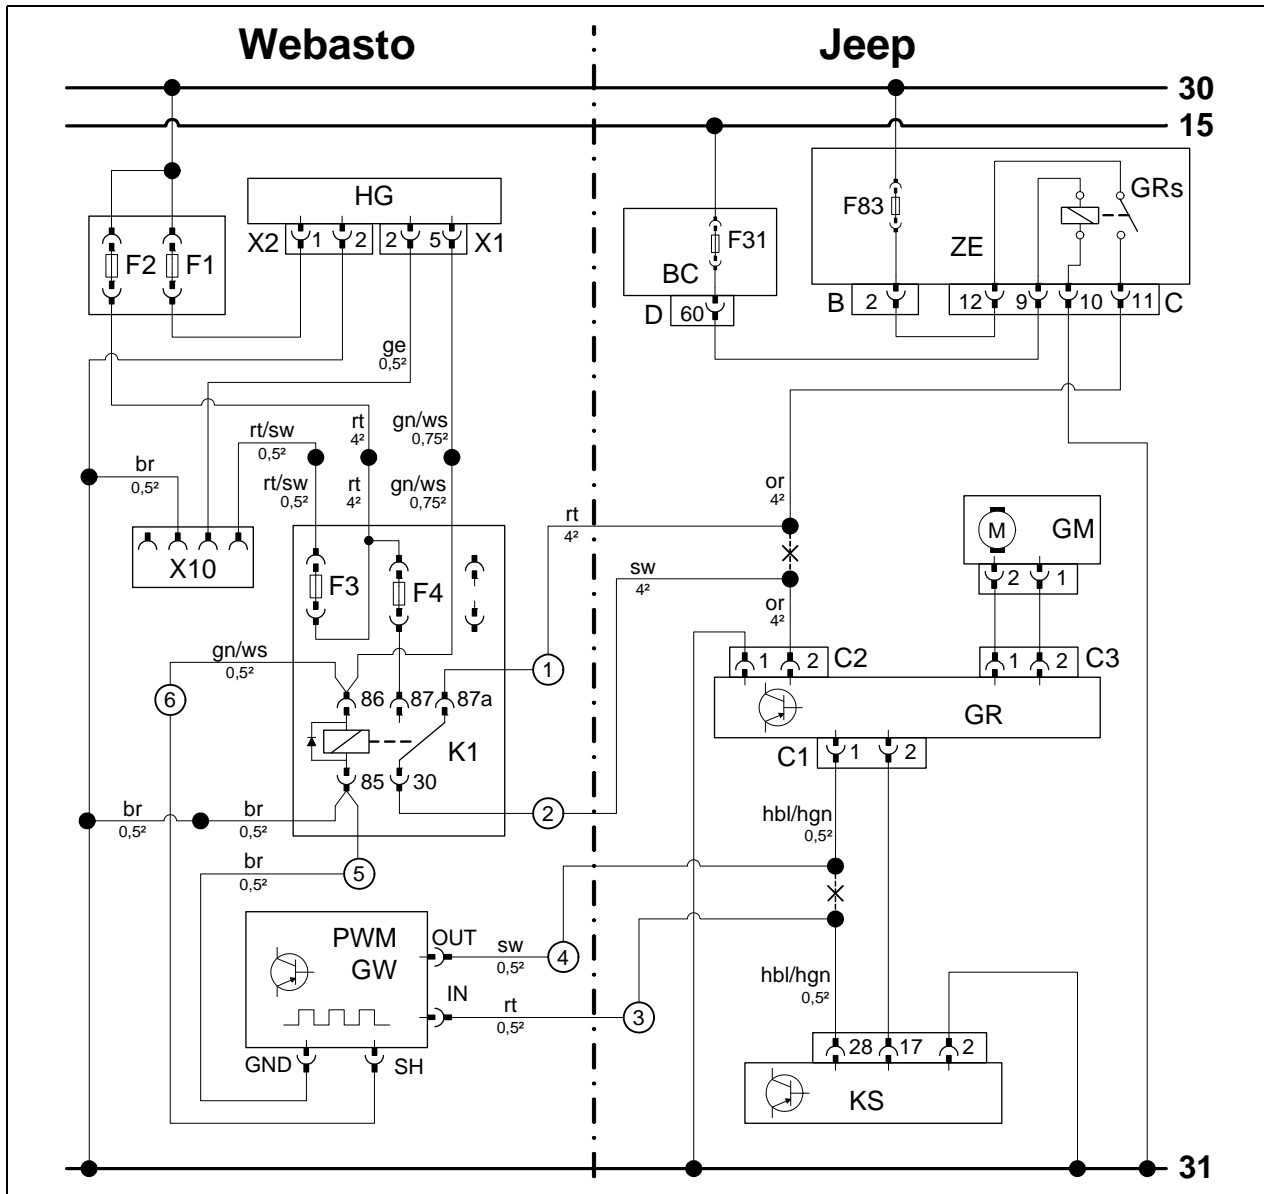 Webasto Jeep
30
15
HG
X2 1 2 2 5 X1
F2 F1
F31
BC
D 60
F83
GRs
ZE
B 2 12 9 10 11 C
ge
0,5²
rt/sw
0,5²
rt
4²
gn/ws
0,75²
br
0,5²
rt/sw
0,5²
rt
4²
gn/ws
0,75²
or
4²
rt
4²
M GM
2 1
X10
F3 F4
sw
4²
or
4²
gn/ws
0,5²
1
1 2 C2
1 2 C3
6
86 87 87a
GR
K1
C1 1 2
85 30
br
0,5²
br
0,5²
2
hbl/hgn
0,5²
br
0,5²
5
PWM
GW
OUT
sw
0,5²
4
IN
rt
0,5²
3
hbl/hgn
0,5²
GND SH
28 17 2
KS
31